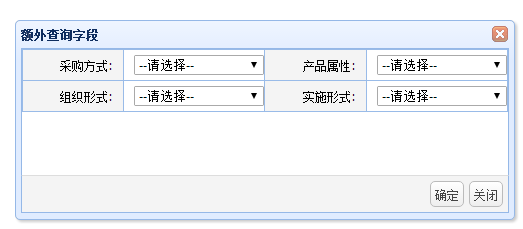 额外查询字段
采购方式: --请选择-- 产品属性: --请选择--
组织形式: --请选择-- 实施形式: --请选择--
确定 关闭